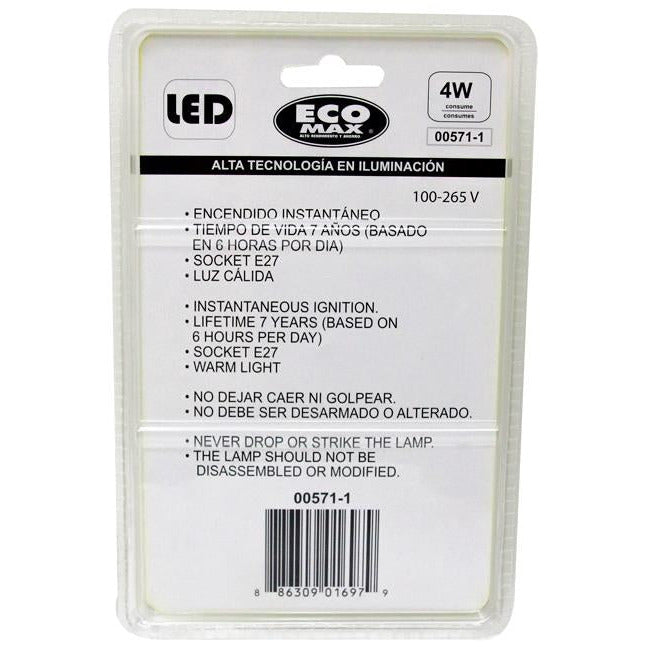 LED
ECO
MAX®
ALTO RENDIMIENTO Y AHORRO
4W
consume
consumes
00571-1
ALTA TECNOLOGÍA EN ILUMINACIÓN
100-265 V
• ENCENDIDO INSTANTÁNEO
• TIEMPO DE VIDA 7 AÑOS (BASADO
EN 6 HORAS POR DIA)
• SOCKET E27
• LUZ CÁLIDA
• INSTANTANEOUS IGNITION.
• LIFETIME 7 YEARS (BASED ON
6 HOURS PER DAY)
• SOCKET E27
• WARM LIGHT
• NO DEJAR CAER NI GOLPEAR.
• NO DEBE SER DESARMADO O ALTERADO.
• NEVER DROP OR STRIKE THE LAMP.
• THE LAMP SHOULD NOT BE
DISASSEMBLED OR MODIFIED.
00571-1
8 86309 01697 9